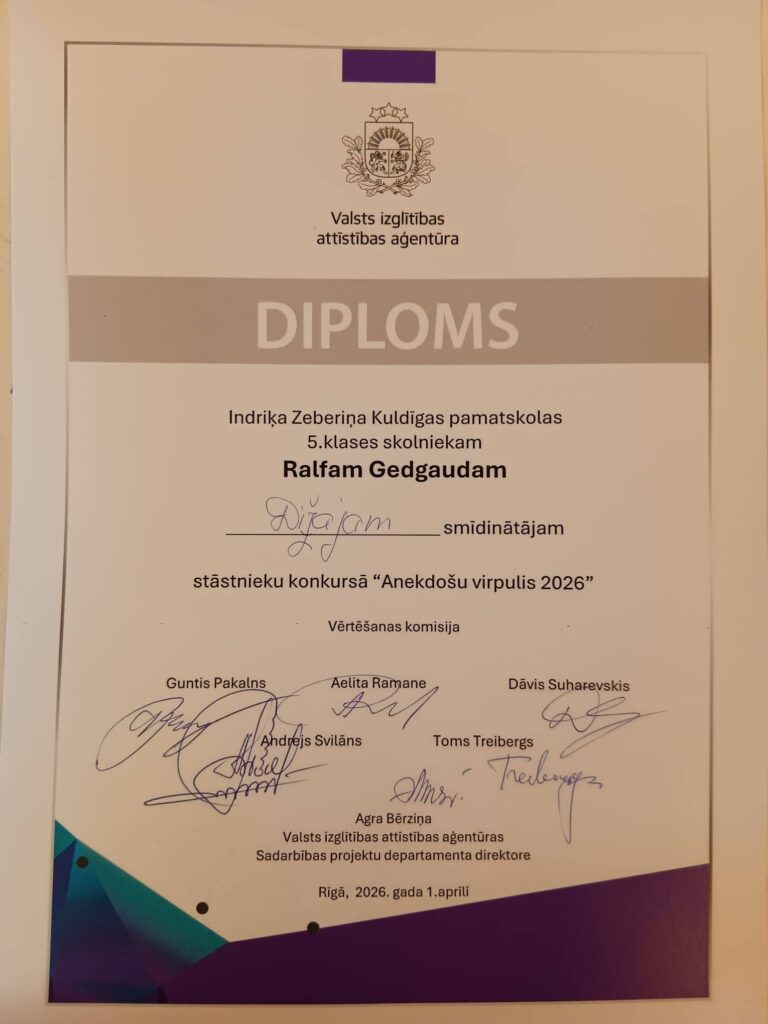 Valsts izglītības
attīstības aģentūra
DIPLOMS
Indriķa Zeberiņa Kuldīgas pamatskolas
5.klases skolniekam
Ralfam Gedgaudam
Dižajam smīdinātājam
stāstnieku konkursā “Anekdošu virpulis 2026”
Vērtēšanas komisija
Guntis Pakalns Aelita Ramane Dāvis Suharevskis
Andrejs Svilāns Toms Treibergs
Treibergs
Agra Bērziņa
Valsts izglītības attīstības aģentūras
Sadarbības projektu departamenta direktore
Rīgā, 2026. gada 1.aprīlī